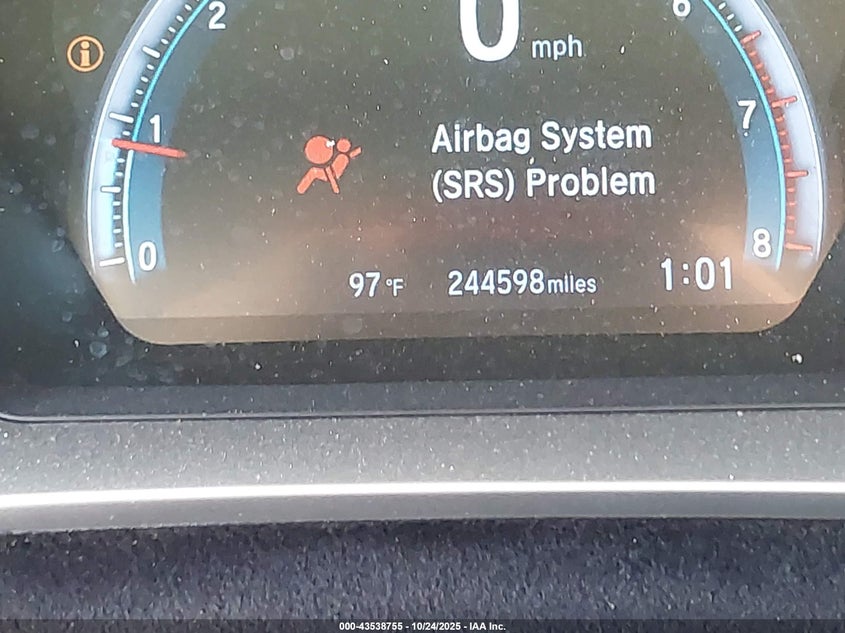 2
6
0 mph
1
7
Airbag System
(SRS) Problem
0
8
97 °F 244598 miles 1:01
000-43538755 - 10/24/2025 - IAA Inc.